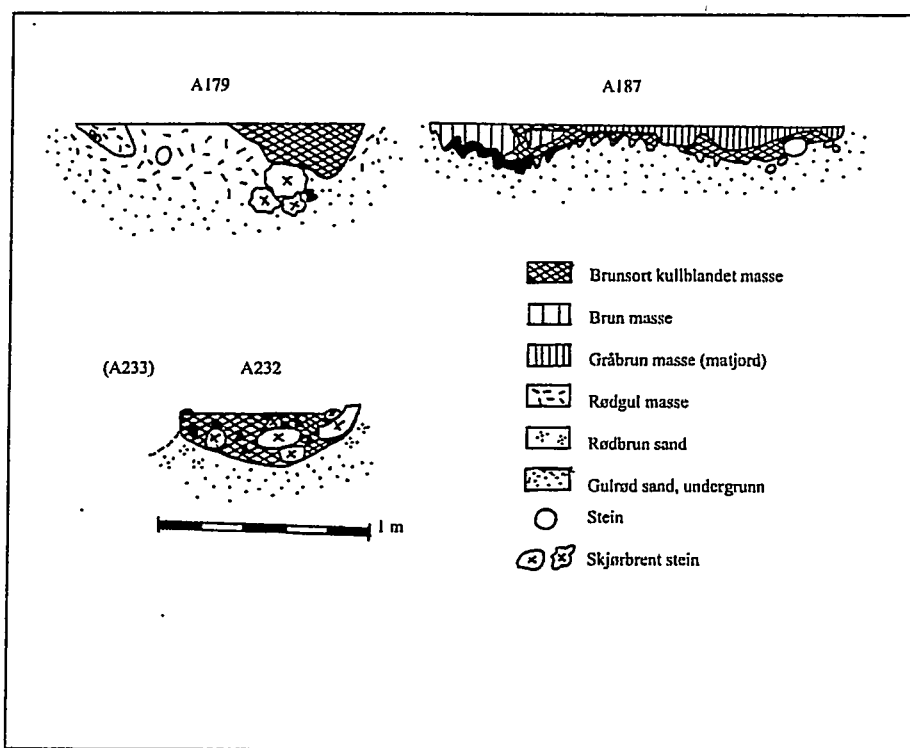 A179
A187
Brunsort kullblandet masse
Brun masse
Gråbrun masse (matjord)
Rødgul masse
Rødbrun sand
Gulrød sand, undergrunn
Stein
Skjørbrent stein
(A233)
A232
1 m